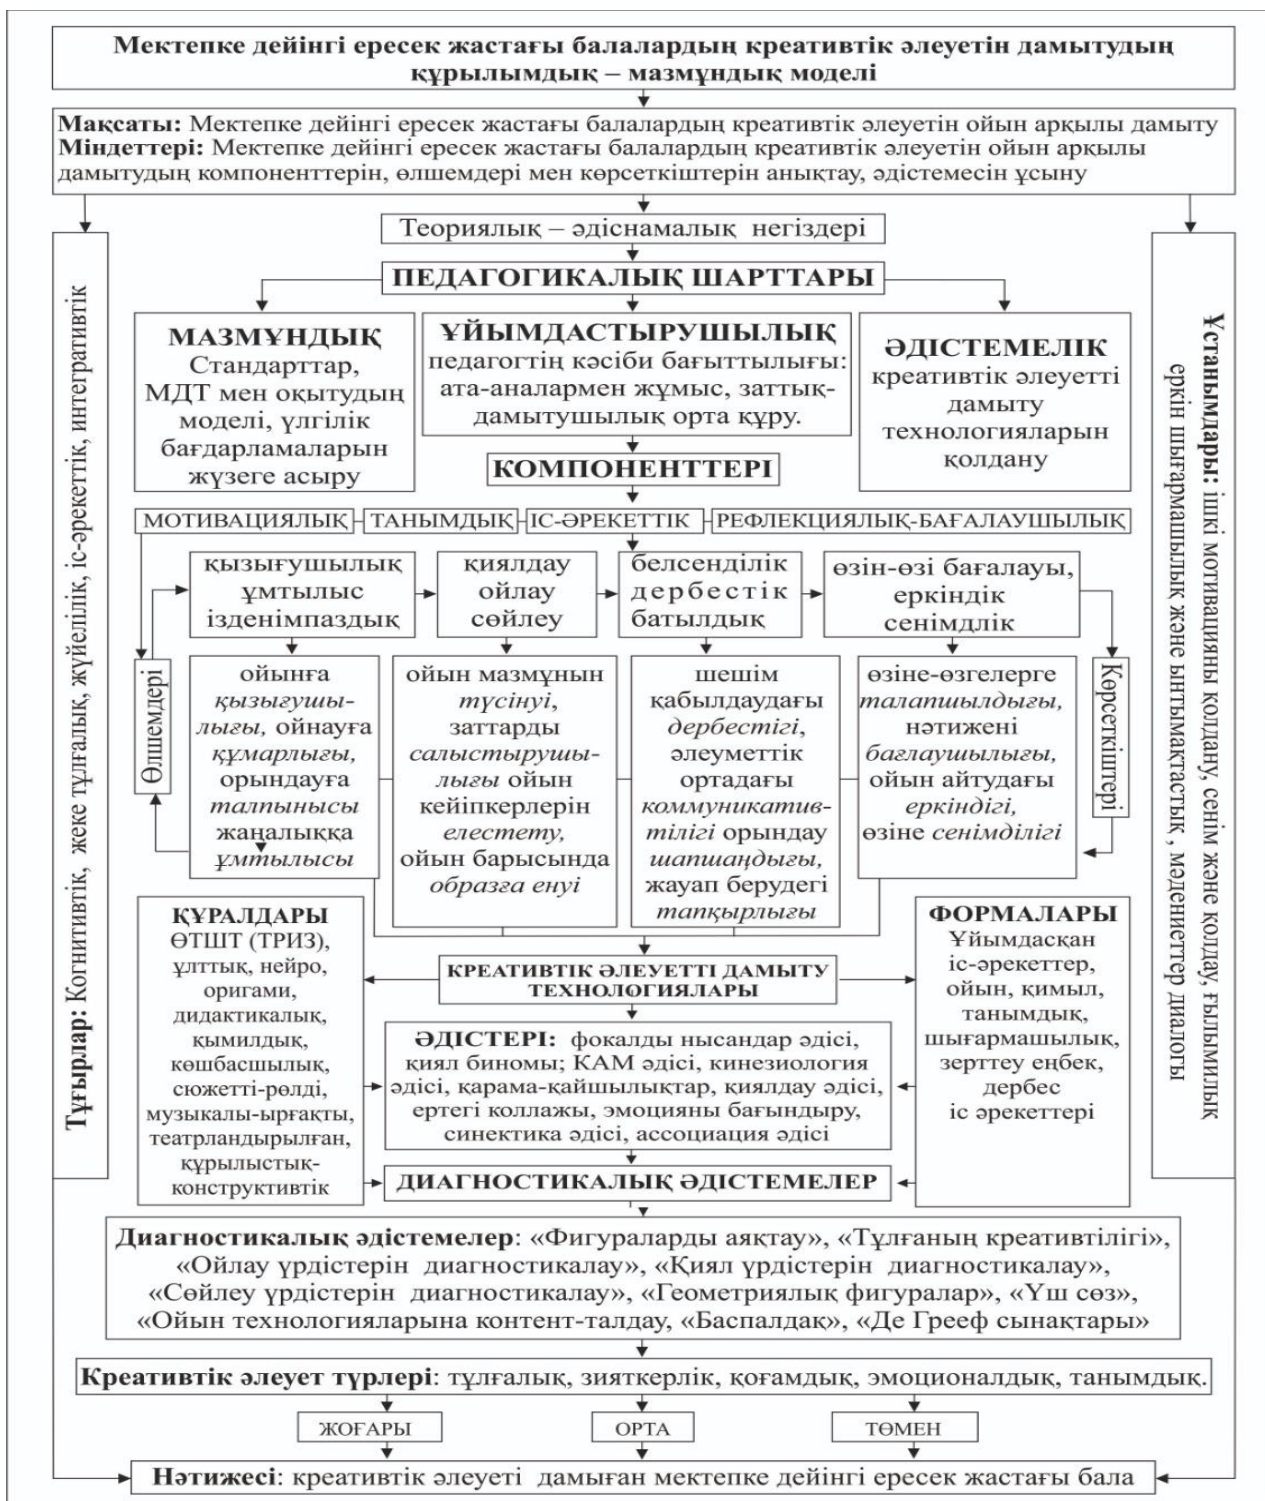 Мектепке дейінгі ересек жастағы балалардың креативтік әлеуетін дамытудың
құрылымдық – мазмұндық моделі
Мақсаты: Мектепке дейінгі ересек жастағы балалардың креативтік әлеуетін ойын арқылы дамыту
Міндеттері: Мектепке дейінгі ересек жастағы балалардың креативтік әлеуетін ойын арқылы
дамытудың компоненттерін, өлшемдері мен көрсеткіштерін анықтау, әдістемесін ұсыну
Тұғырлар: Когнитивтік, жеке тұлғалық, жүйелілік, іс-әрекеттік, интегративтік
Теориялық – әдіснамалық негіздері
ПЕДАГОГИКАЛЫҚ ШАРТТАРЫ
МАЗМҰНДЫҚ
Стандарттар,
МДТ мен оқытудың
моделі, үлгілік
бағдарламаларын
жүзеге асыру
ҰЙЫМДАСТЫРУШЫЛЫҚ
педагогтің кәсіби бағыттылығы:
ата-аналармен жұмыс, заттық-
дамытушылық орта құру.
ӘДІСТЕМЕЛІК
креативтік әлеуетті
дамыту
технологияларын
қолдану
Ұстанымдары: ішкі мотивацияны қолдану, сенім және қолдау, ғылымилық
еркін шығармашылық және ынтымақтастық , мәдениеттер диалогы
КОМПОНЕНТТЕРІ
МОТИВАЦИЯЛЫҚ
ТАНЫМДЫҚ
ІС-ӘРЕКЕТТІК
РЕФЛЕКЦИЯЛЫҚ-БАҒАЛАУШЫЛЫҚ
қызығушылық
ұмтылыс
ізденімпаздық
қиялдау
ойлау
сөйлеу
белсенділік
дербестік
батылдық
өзін-өзі бағалауы,
еркіндік
сенімдлік
Өлшемдері
ойынға
қызығушы-
лығы, ойнауға
құмарлығы,
орындауға
талпынысы
жаңалыққа
ұмтылысы
ойын мазмұнын
түсінуі,
заттарды
салыстырушы-
лығы ойын
кейіпкерлерін
елестету,
ойын барысында
образға енуі
шешім
қабылдаудағы
дербестігі,
әлеуметтік
ортадағы
коммуникатив-
тілігі орындау
шапшаңдығы,
жауап берудегі
тапқырлығы
өзіне-өзгелерге
талапшылдығы,
нәтижені
бағлаушылығы,
ойын айтудағы
еркіндігі,
өзіне сенімділігі
Көрсеткіштері
ҚҰРАЛДАРЫ
ӨТШТ (ТРИЗ),
ұлттық, нейро,
оригами,
дидактикалық,
қымилдық,
көшбасшылық,
сюжетті-рөлді,
музыкалы-ырғақты,
театрландырылған,
құрылыстық-
конструктивтік
КРЕАТИВТІК ӘЛЕУЕТТІ ДАМЫТУ
ТЕХНОЛОГИЯЛАРЫ
ӘДІСТЕРІ: фокалды нысандар әдісі,
қиял биномы; КАМ әдісі, кинезиология
әдісі, қарама-қайшылықтар, қиялдау әдісі,
ертегі коллажы, эмоцияны бағындыру,
синектика әдісі, ассоциация әдісі
ФОРМАЛАРЫ
Ұйымдасқан
іс-әрекеттер,
ойын, қимыл,
танымдық,
шығармашылық,
зерттеу еңбек,
дербес
іс әрекеттері
ДИАГНОСТИКАЛЫҚ ӘДІСТЕМЕЛЕР
Диагностикалық әдістемелер: «Фигураларды аяқтау», «Тұлғаның креативтілігі»,
«Ойлау үрдістерін диагностикалау», «Қиял үрдістерін диагностикалау»,
«Сөйлеу үрдістерін диагностикалау», «Геометриялық фигуралар», «Үш сөз»,
«Ойын технологияларына контент-талдау, «Баспалдақ», «Де Грееф сынақтары»
Креативтік әлеует түрлері: тұлғалық, зияткерлік, қоғамдық, эмоционалдық, танымдық.
ЖОҒАРЫ
ОРТА
ТӨМЕН
Нәтижесі: креативтік әлеуеті дамыған мектепке дейінгі ересек жастағы бала